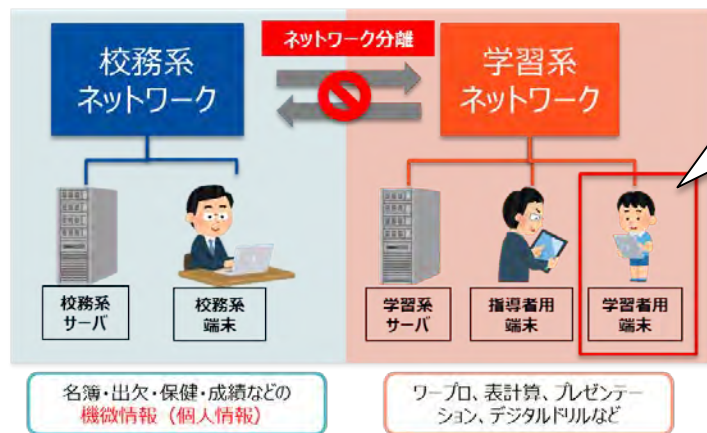 ネットワーク分離
校務系
ネットワーク
学習系
ネットワーク
校務系
サーバ
校務系
端末
学習系
サーバ
指導者用
端末
学習者用
端末
名簿・出欠・保健・成績などの
機微情報（個人情報）
ワープロ、表計算、プレゼンテー
ション、デジタルドリルなど